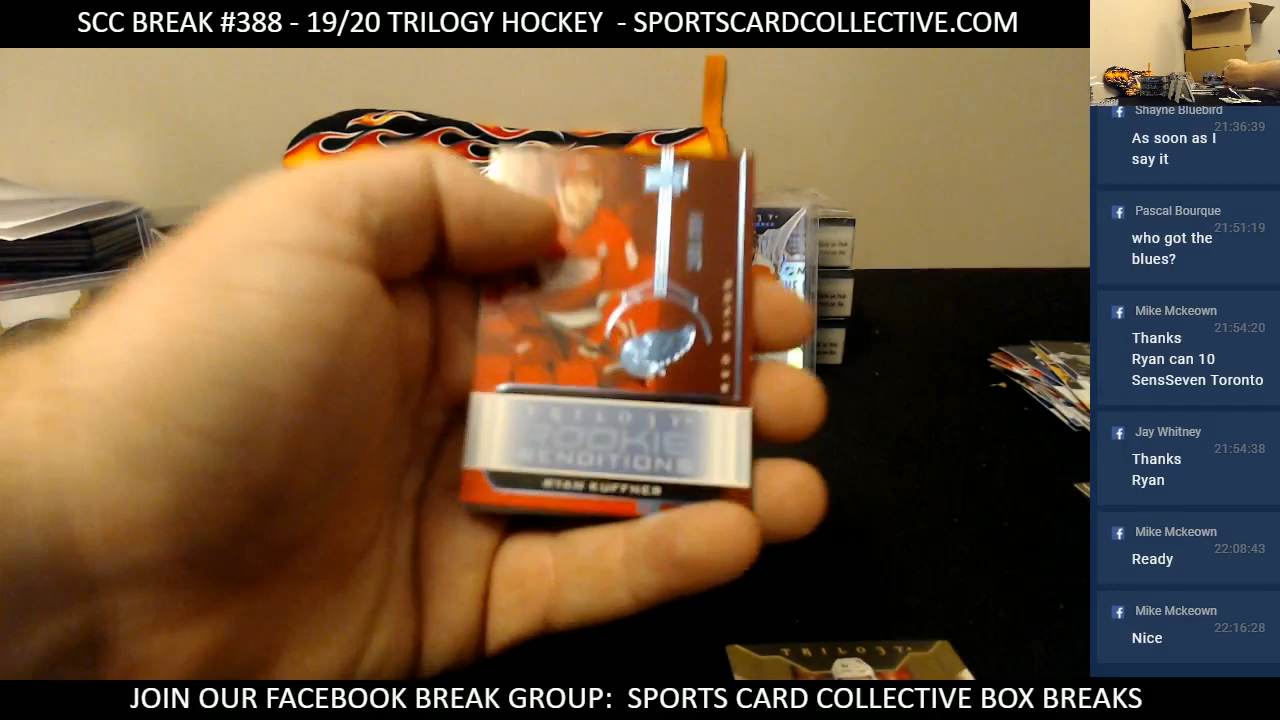 SCC BREAK #388 - 19/20 TRILOGY HOCKEY - SPORTSCARDCOLLECTIVE.COM
RED WINGS
TRILOGY
ROOKIE
RENDITIONS
RYAN KUFFNER
TRILOGY
Shayne Bluebird
21:36:39
As soon as I
say it
Pascal Bourque
21:51:19
who got the
blues?
Mike Mckeown
21:54:20
Thanks
Ryan can 10
SensSeven Toronto
Jay Whitney
21:54:38
Thanks
Ryan
Mike Mckeown
22:08:43
Ready
Mike Mckeown
22:16:28
Nice
JOIN OUR FACEBOOK BREAK GROUP: SPORTS CARD COLLECTIVE BOX BREAKS